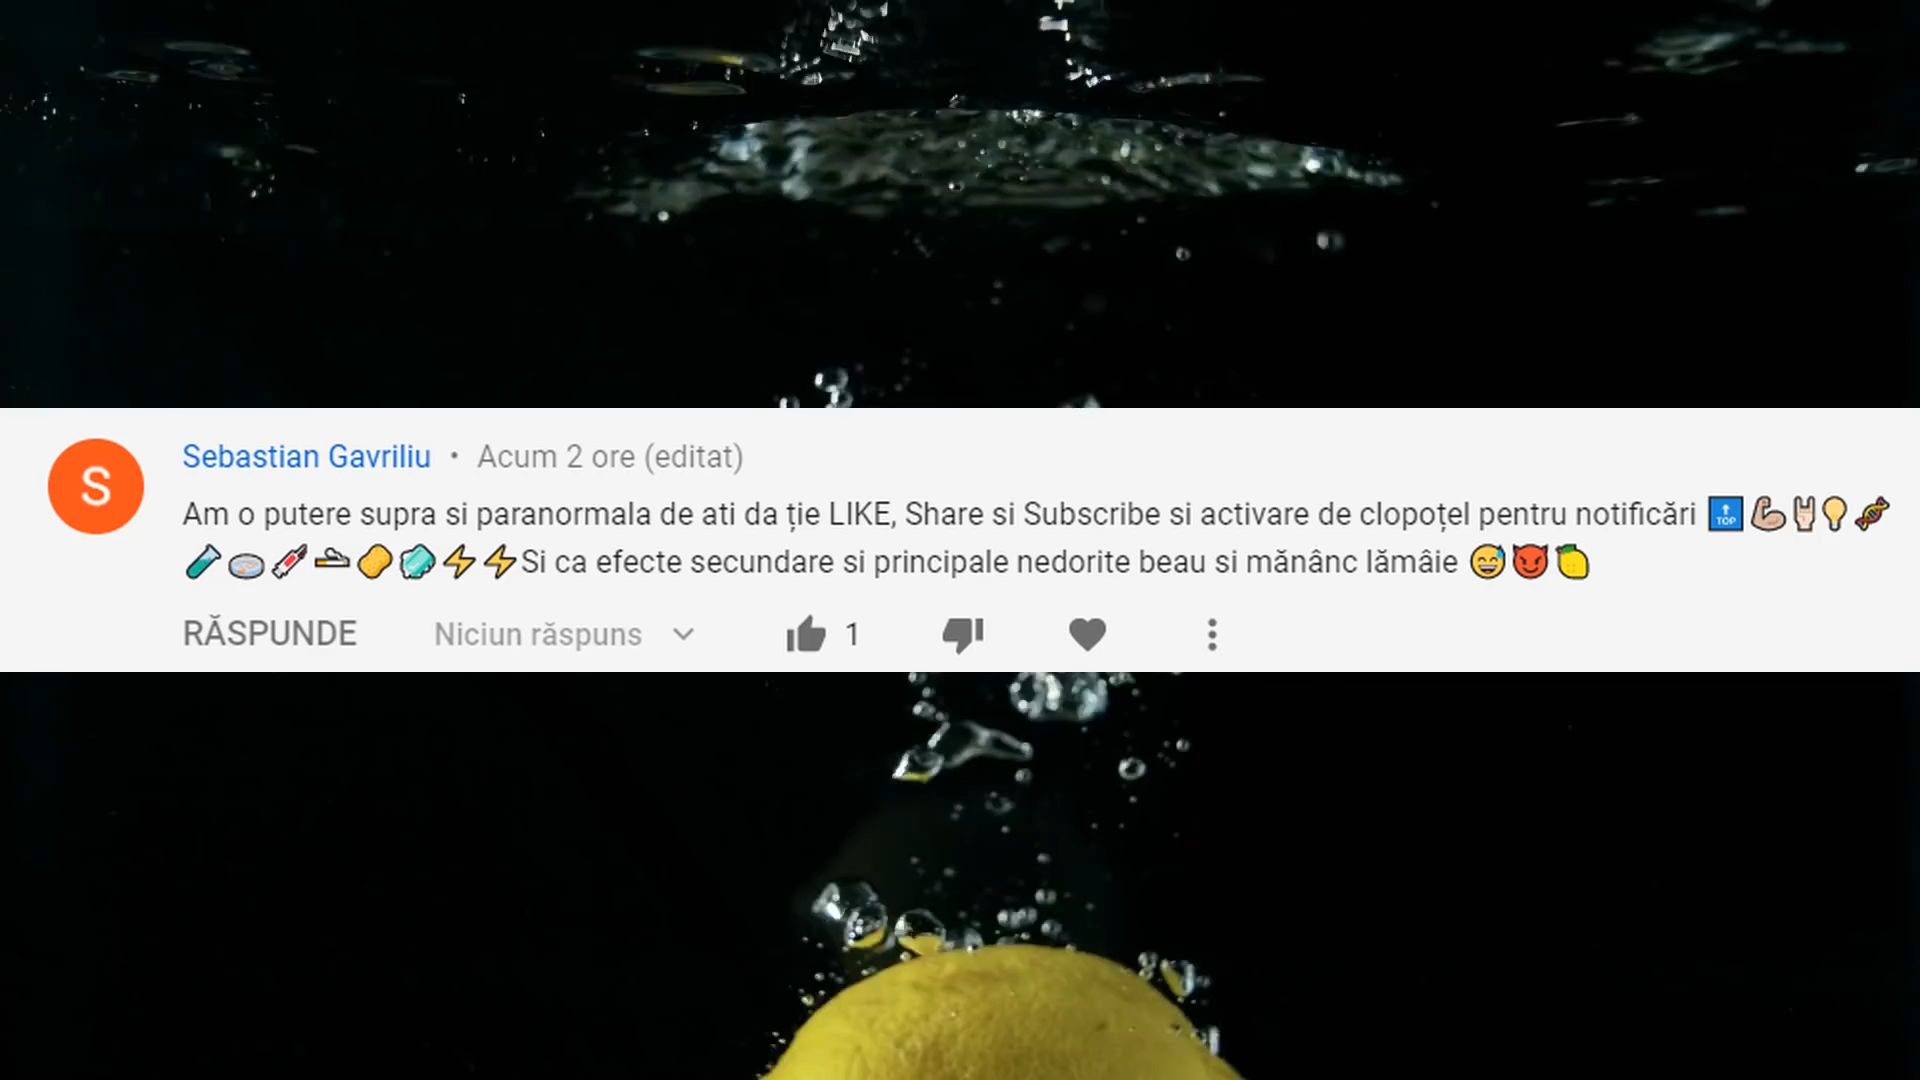 S
Sebastian Gavriliu • Acum 2 ore (editat)
Am o putere supra si paranormala de ati da ție LIKE, Share si Subscribe si activare de clopoțel pentru notificări 🔝💪🏼🤘🏼💡🧬
🧪🧫💉🚬🧽🧼⚡⚡Si ca efecte secundare si principale nedorite beau si mănânc lămâie 😅😈🍋
RĂSPUNDE Niciun răspuns 1